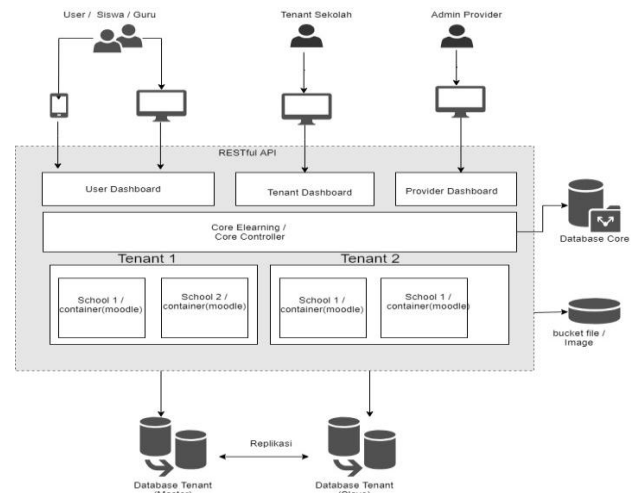 User / Siswa / Guru
Tenant Sekolah
Admin Provider
RESTful API
User Dashboard
Tenant Dashboard
Provider Dashboard
Core Elearning /
Core Controller
Database Core
Tenant 1
Tenant 2
School 1 /
container(moodle)
School 2 /
container(moodle)
School 1 /
container(moodle)
School 1 /
container(moodle)
bucket file /
Image
Replikasi
Database Tenant
Database Tenant